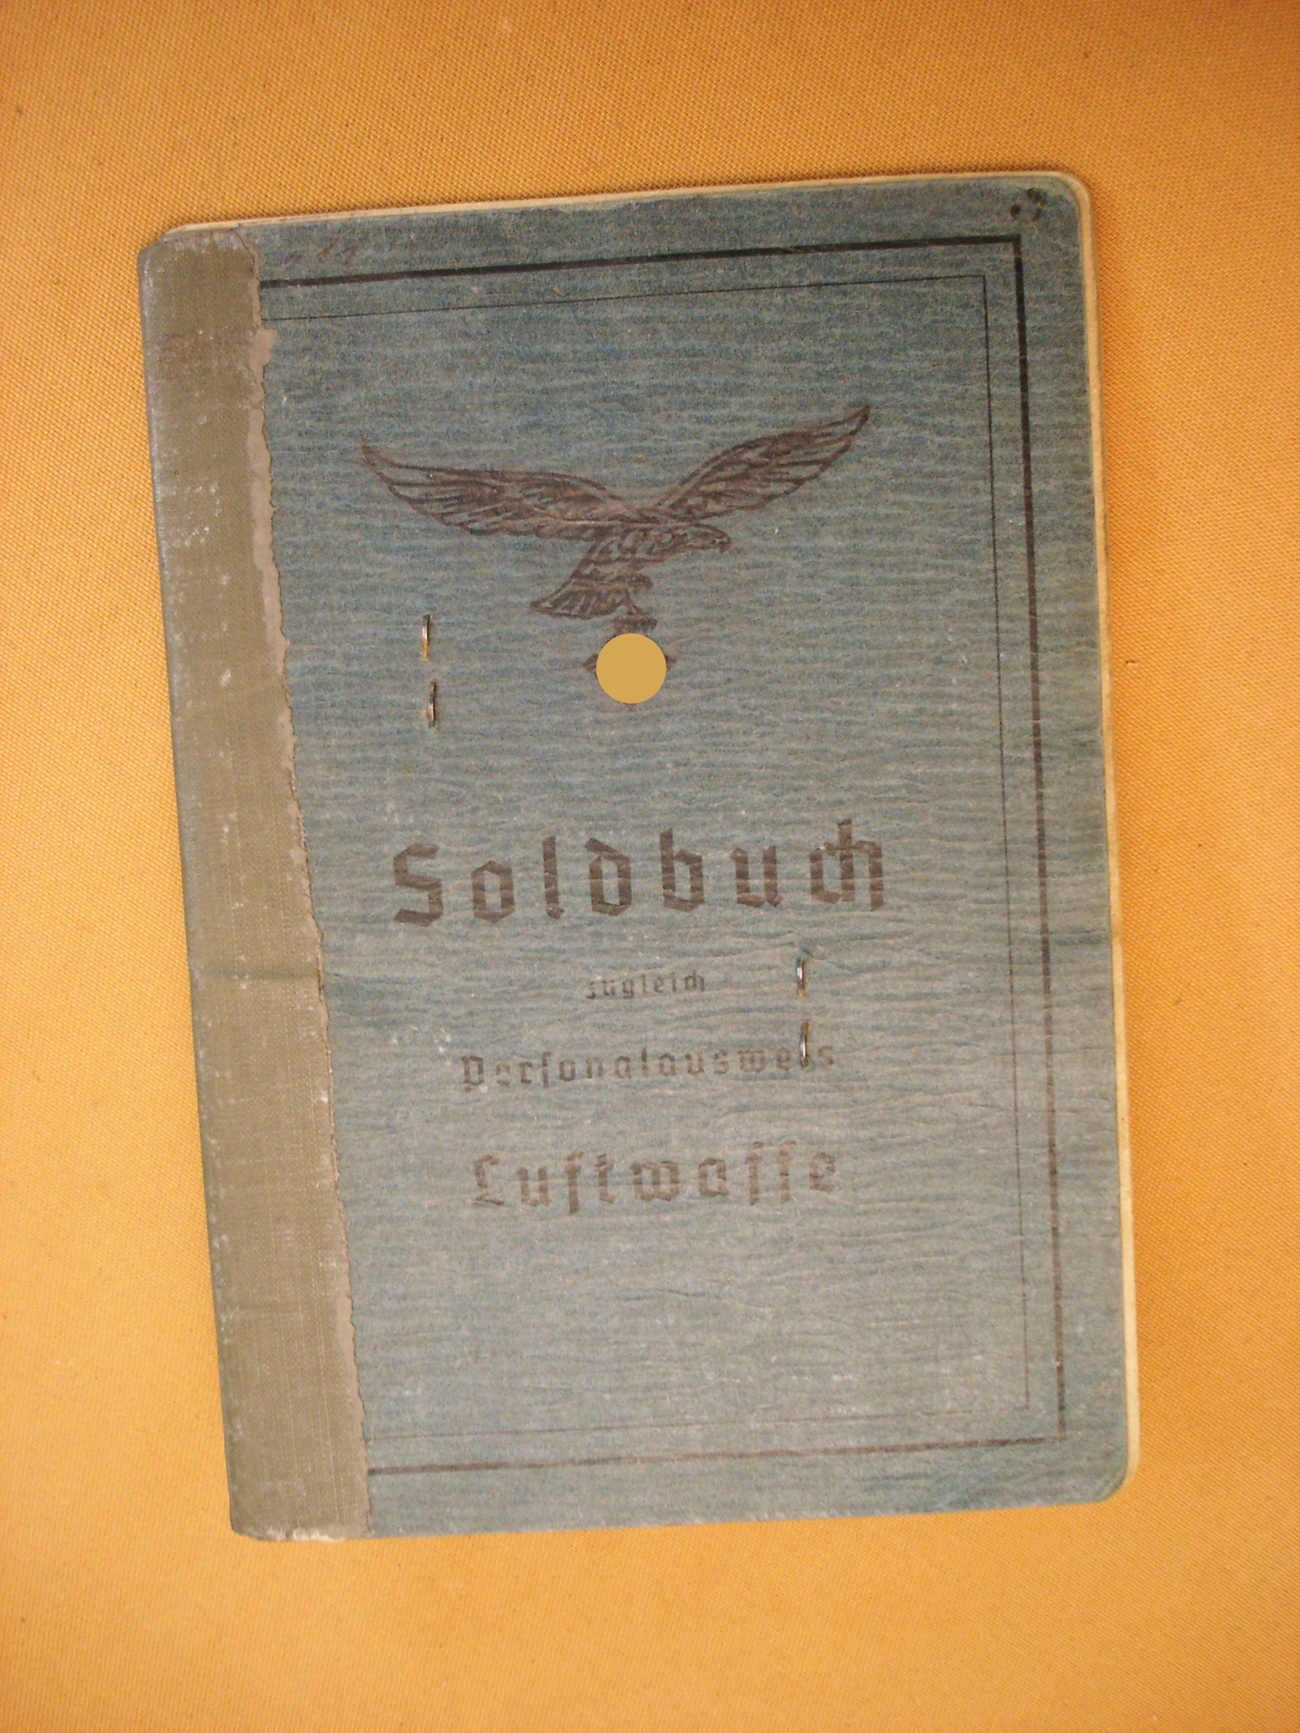 Soldbuch
zugleich
Personalausweis
Luftwaffe